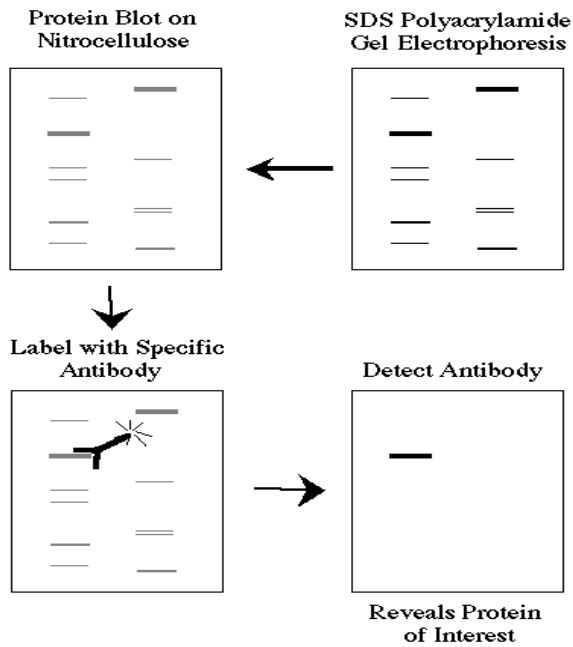 Protein Blot on
Nitrocellulose
SDS Polyacrylamide
Gel Electrophoresis
Label with Specific
Antibody
Detect Antibody
Reveals Protein
of Interest